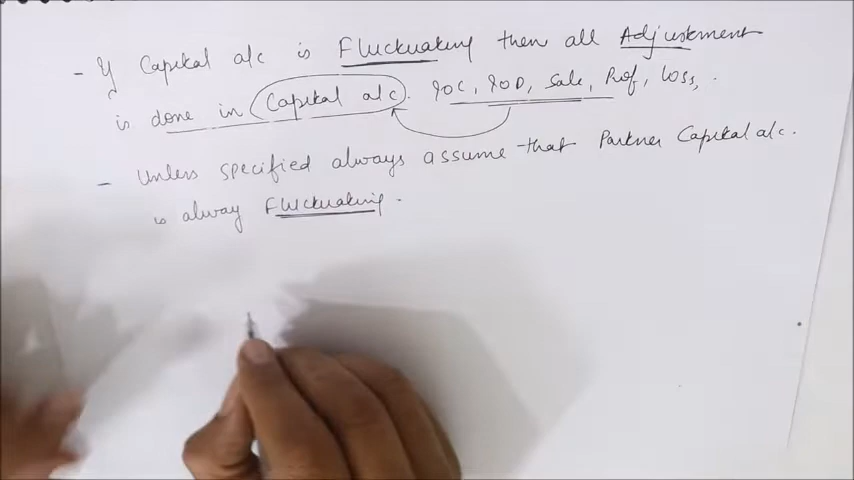 - If Capital a/c is Fluctuating then all Adjustment
is done in Capital a/c. IOC, IOD, Sale, Prof, Loss,.
- Unless specified always assume that Partner Capital a/c.
is alway Fluctuating.